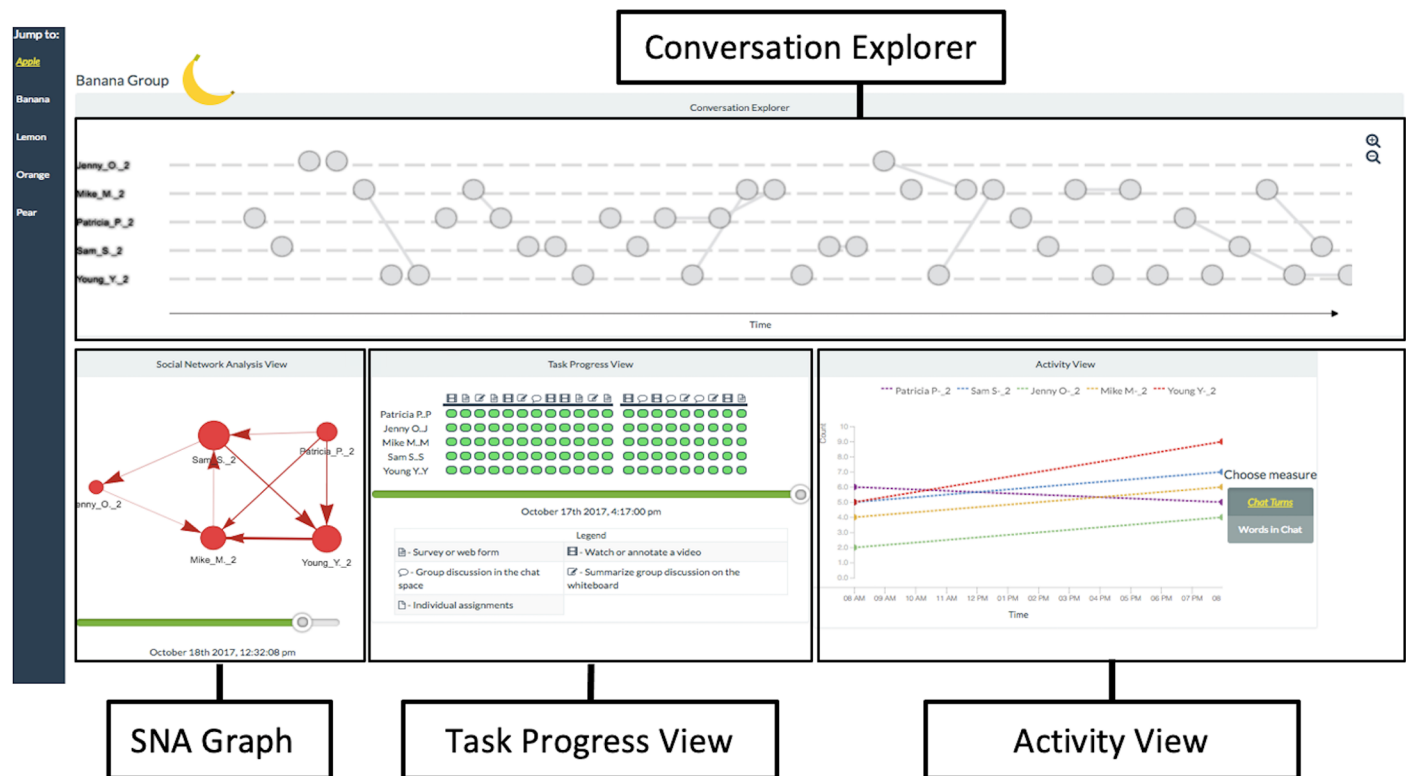 Conversation Explorer
Jump to:
Apple
Banana
Lemon
Orange
Pear
Banana Group
Conversation Explorer
Jenny_O._2
Mike_M._2
Patricia_P._2
Sam_S._2
Young_Y._2
Time
Social Network Analysis View
Sam_S._2
Patricia_P._2
enny_O._2
Mike_M._2
Young_Y._2
October 18th 2017, 12:32:08 pm
Task Progress View
Patricia P..P
Jenny O..J
Mike M..M
Sam S..S
Young Y..Y
October 17th 2017, 4:17:00 pm
Legend
- Survey or web form
- Watch or annotate a video
- Group discussion in the chat
space
- Summarize group discussion on the
whiteboard
- Individual assignments
Activity View
Patricia P-_2 Sam S-_2 Jenny O-_2 Mike M-_2 Young Y-_2
Count
10
9.0
8.0
7.0
6.0
5.0
4.0
3.0
2.0
1.0
0.0
08 AM 09 AM 10 AM 11 AM 12 PM 01 PM 02 PM 03 PM 04 PM 05 PM 06 PM 07 PM 08
Time
Choose measure
Chat Turns
Words in Chat
SNA Graph
Task Progress View
Activity View